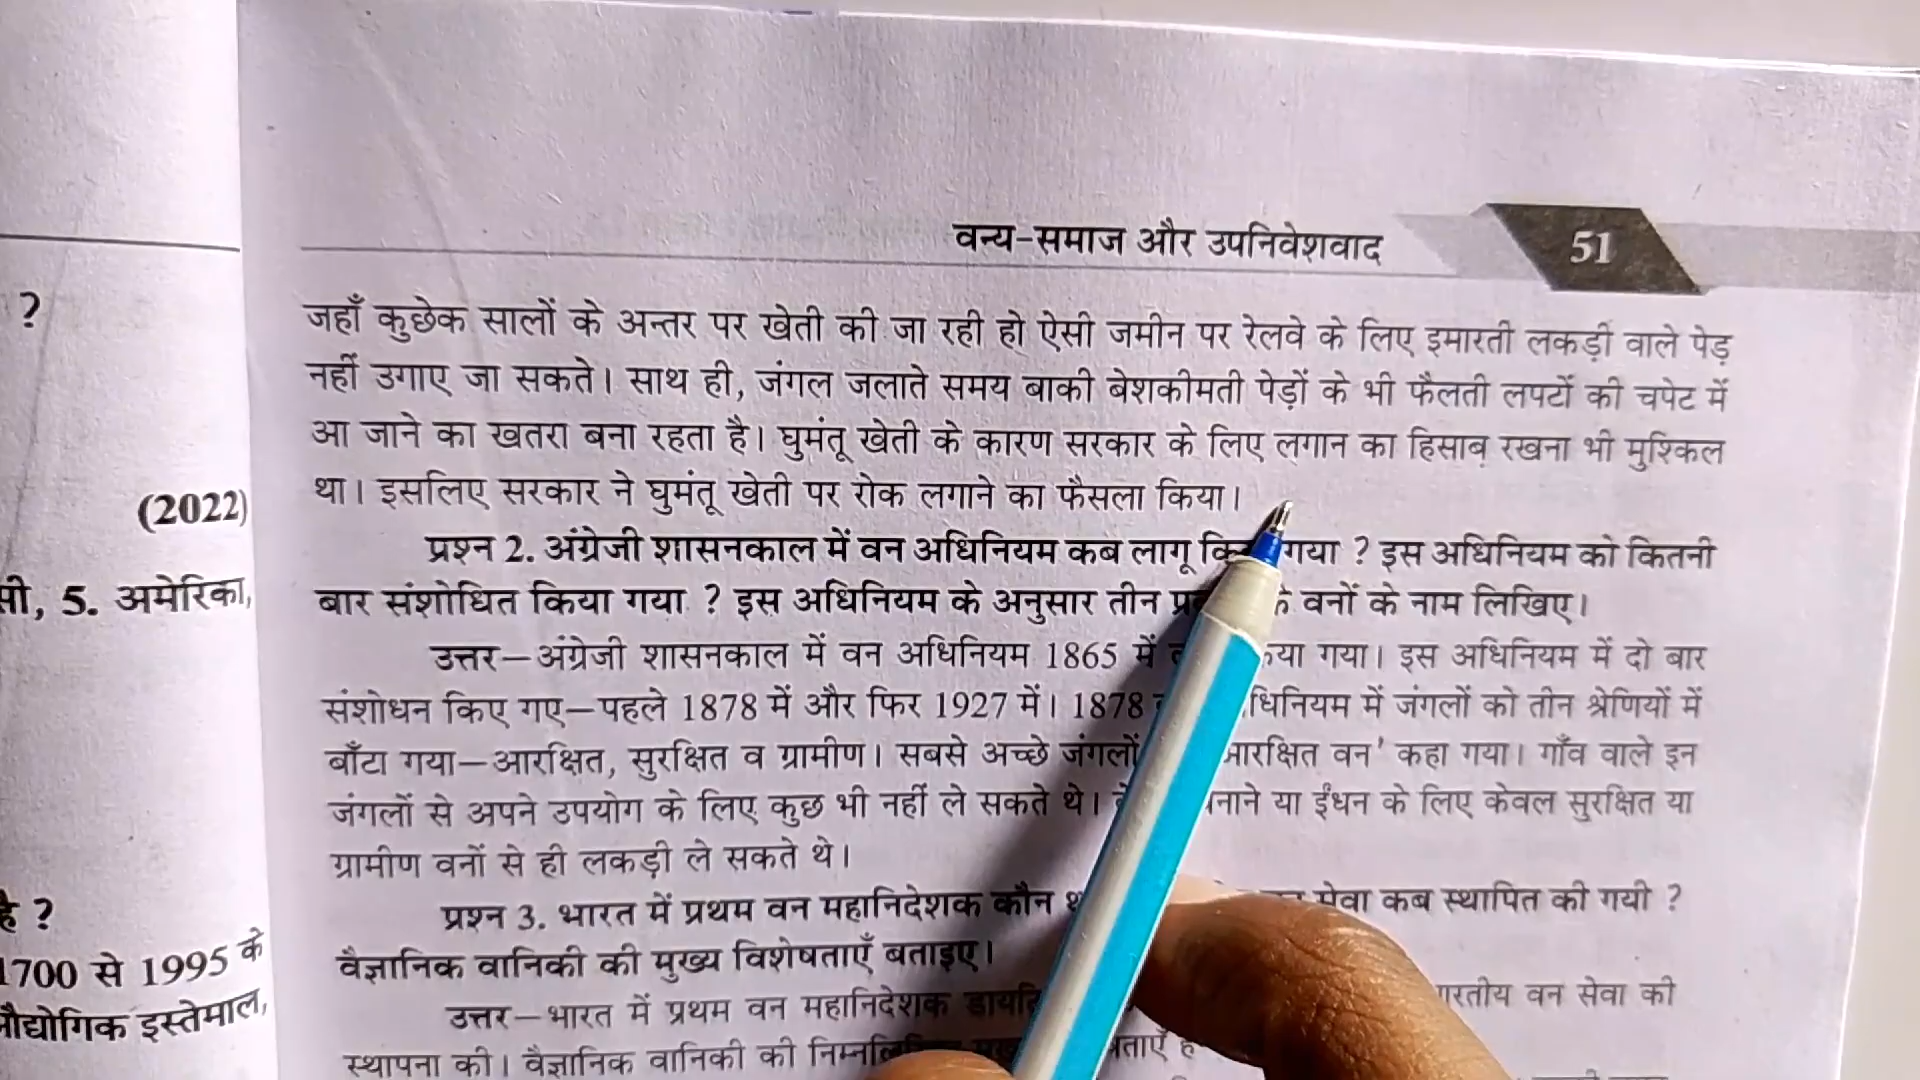 ?
(2022)
सी, 5. अमेरिका,
है ?
1700 से 1995 के
औद्योगिक इस्तेमाल,
वन्य-समाज और उपनिवेशवाद 51
जहाँ कुछेक सालों के अन्तर पर खेती की जा रही हो ऐसी जमीन पर रेलवे के लिए इमारती लकड़ी वाले पेड़
नहीं उगाए जा सकते। साथ ही, जंगल जलाते समय बाकी बेशकीमती पेड़ों के भी फैलती लपटों की चपेट में
आ जाने का खतरा बना रहता है। घुमंतू खेती के कारण सरकार के लिए लगान का हिसाब रखना भी मुश्किल
था। इसलिए सरकार ने घुमंतू खेती पर रोक लगाने का फैसला किया।
प्रश्न 2. अंग्रेजी शासनकाल में वन अधिनियम कब लागू गया ? इस अधिनियम को कितनी
बार संशोधित किया गया ? इस अधिनियम के अनुसार तीन वनों के नाम लिखिए।
उत्तर—अंग्रेजी शासनकाल में वन अधिनियम 1865 में गया। इस अधिनियम में दो बार
संशोधन किए गए—पहले 1878 में और फिर 1927 में। 1878 में जंगलों को तीन श्रेणियों में
बाँटा गया—आरक्षित, सुरक्षित व ग्रामीण। सबसे अच्छे जंगलों वन' कहा गया। गाँव वाले इन
जंगलों से अपने उपयोग के लिए कुछ भी नहीं ले सकते थे। या ईंधन के लिए केवल सुरक्षित या
ग्रामीण वनों से ही लकड़ी ले सकते थे।
प्रश्न 3. भारत में प्रथम वन महानिदेशक कौन सेवा कब स्थापित की गयी ?
वैज्ञानिक वानिकी की मुख्य विशेषताएँ बताइए।
उत्तर—भारत में प्रथम वन महानिदेशक वन सेवा की
स्थापना की। वैज्ञानिक वानिकी की